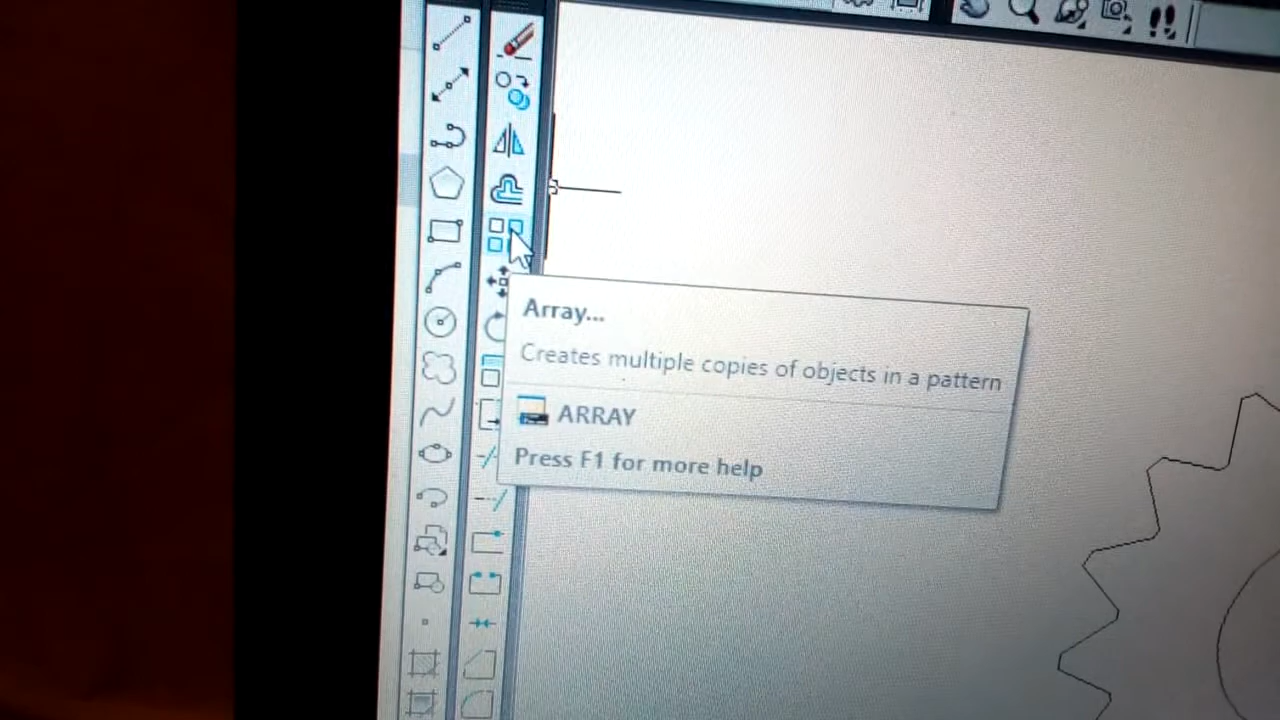 Array...
Creates multiple copies of objects in a pattern
ARRAY
Press F1 for more help